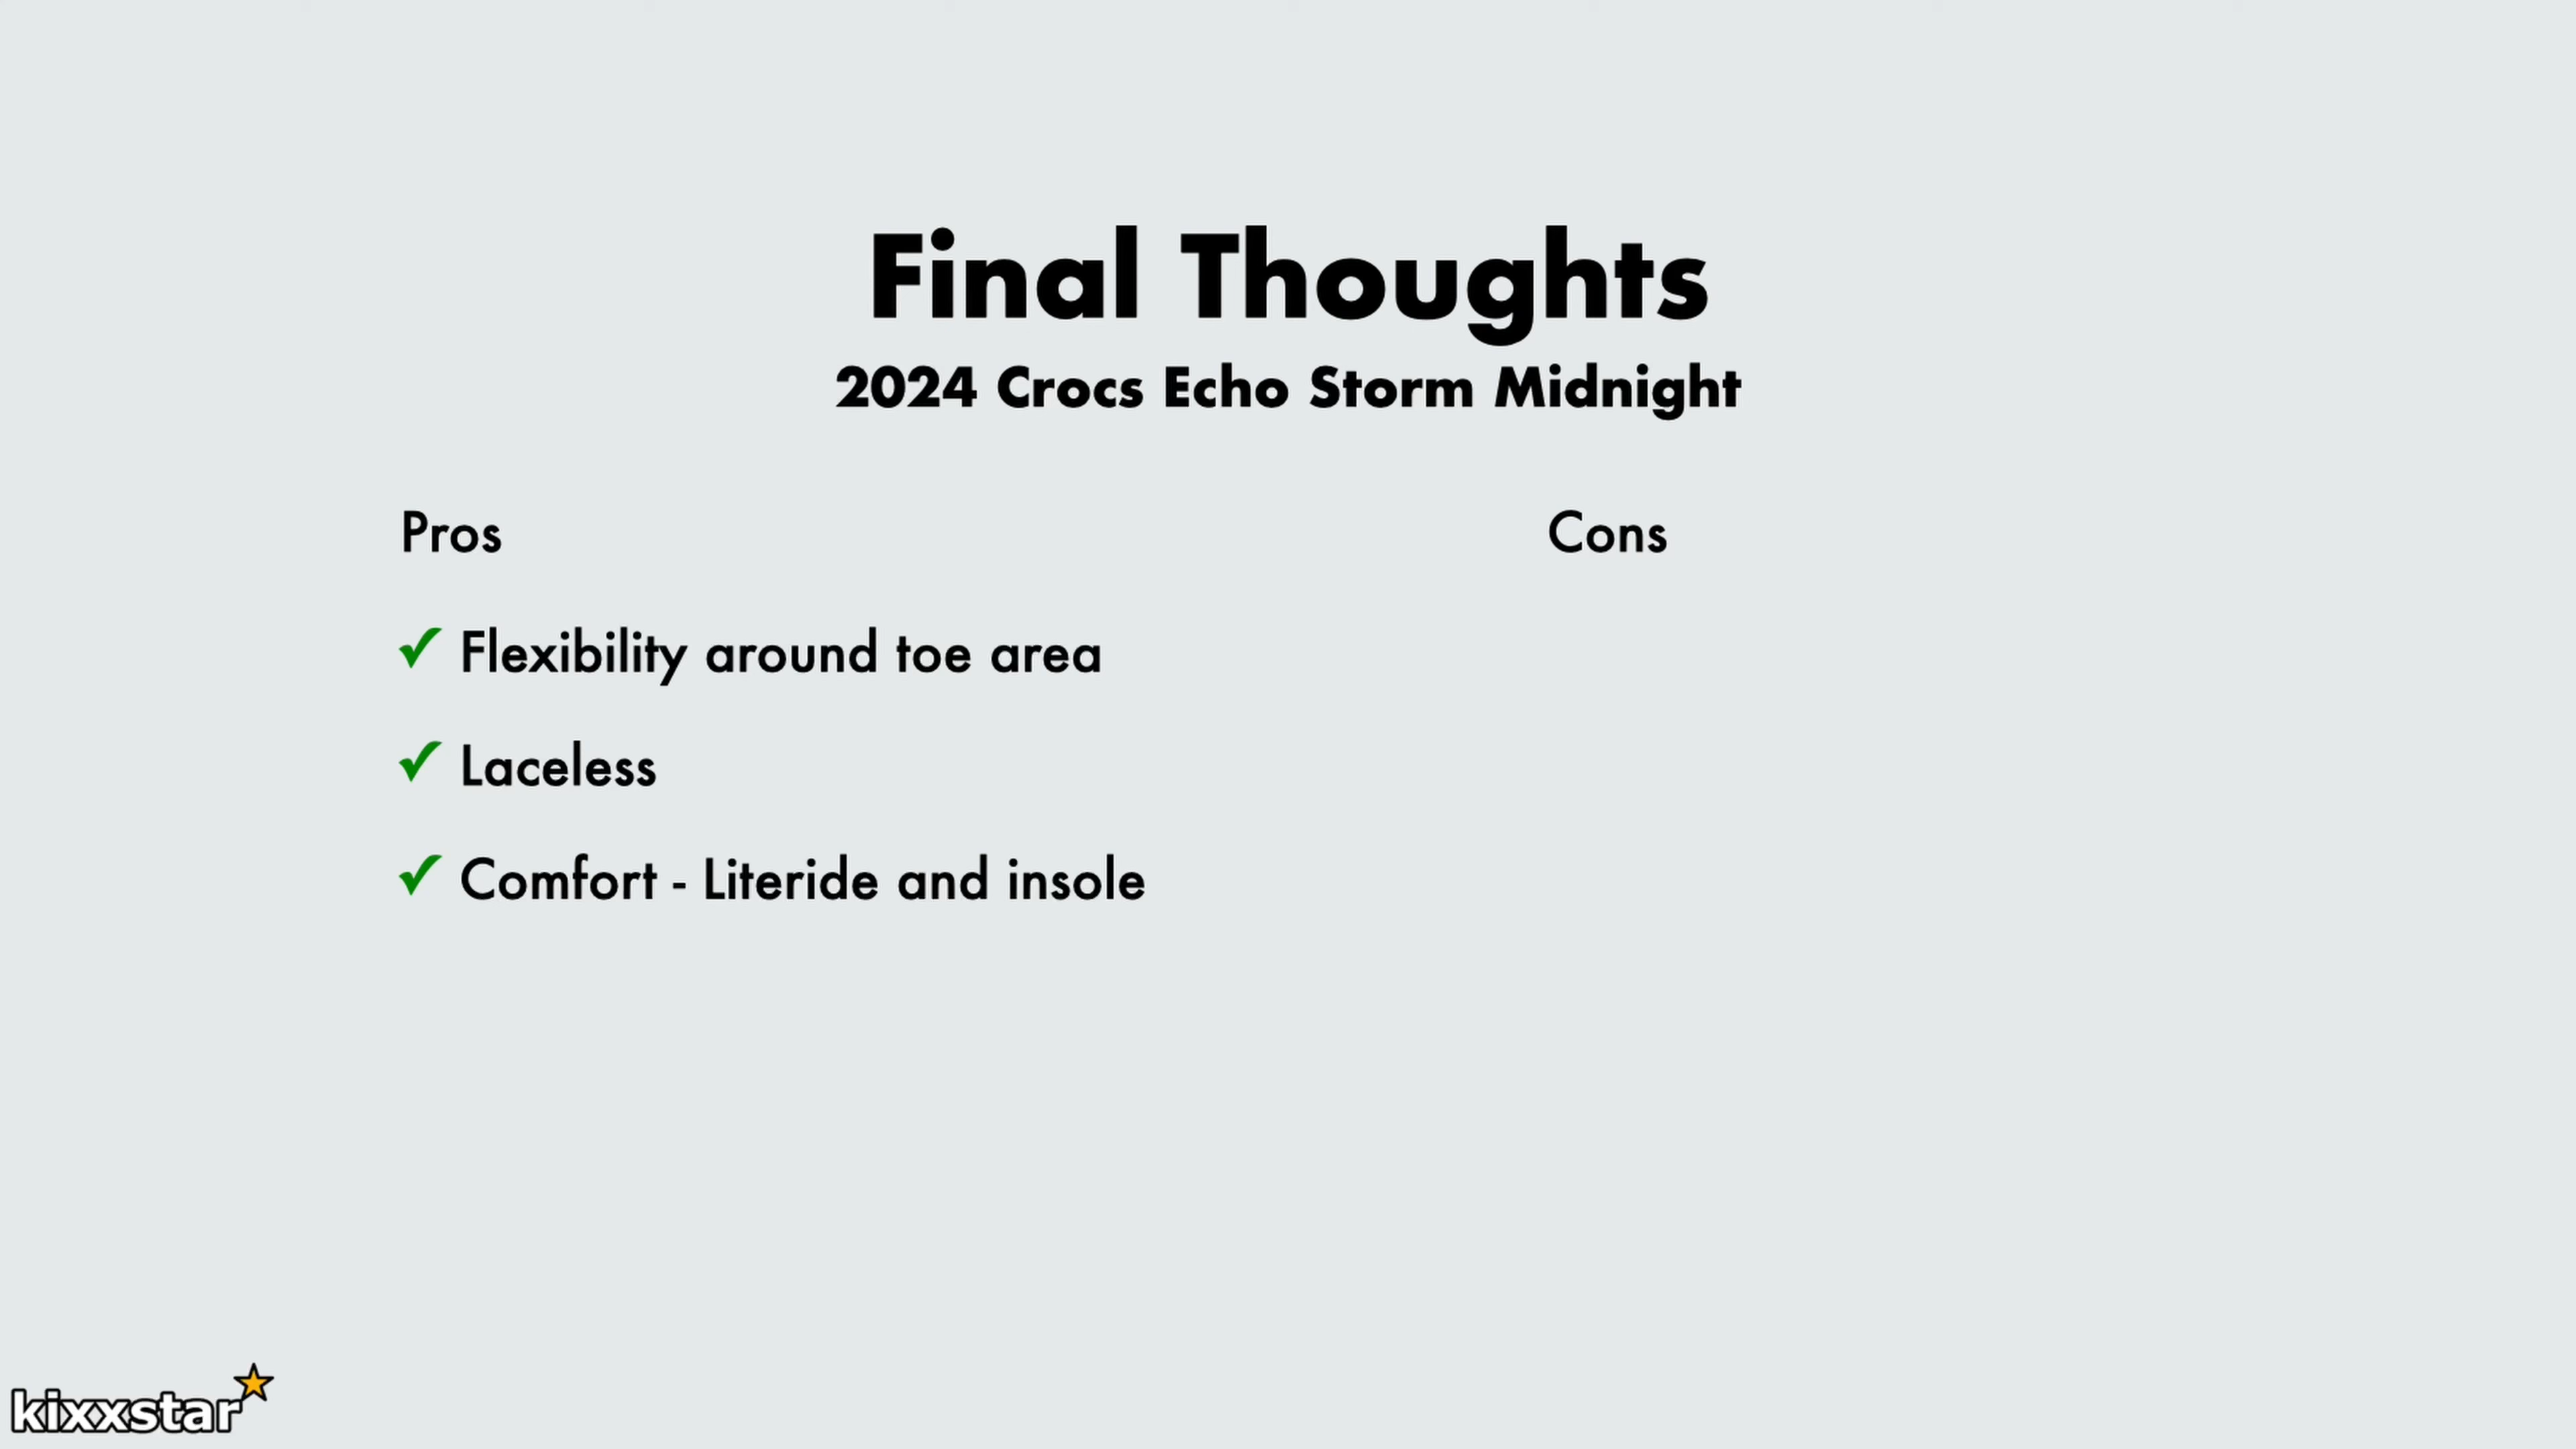 Final Thoughts
2024 Crocs Echo Storm Midnight
Pros
Cons
✓ Flexibility around toe area
✓ Laceless
✓ Comfort - Literide and insole
kixxstar